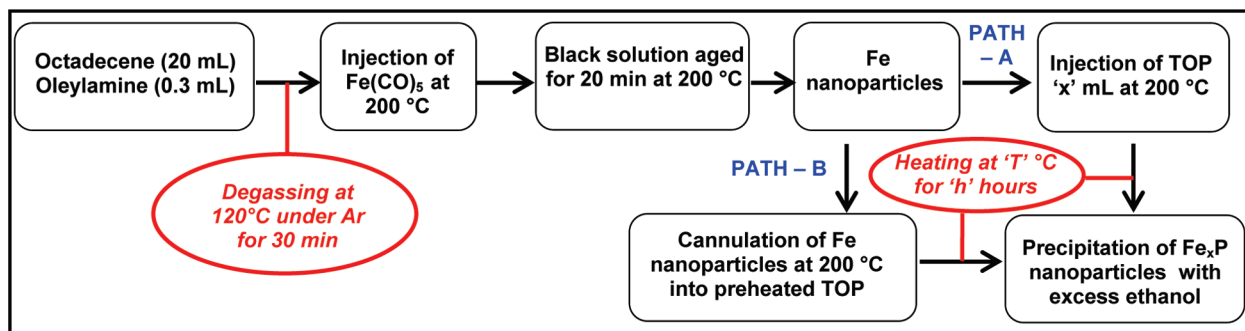 Octadecene (20 mL)
Oleylamine (0.3 mL)
Injection of
Fe(CO)₅ at
200 °C
Black solution aged
for 20 min at 200 °C
Fe
nanoparticles
PATH
– A
Injection of TOP
‘x’ mL at 200 °C
Degassing at
120°C under Ar
for 30 min
PATH – B
Heating at ‘T’ °C
for ‘h’ hours
Cannulation of Fe
nanoparticles at 200 °C
into preheated TOP
Precipitation of FeₓP
nanoparticles with
excess ethanol